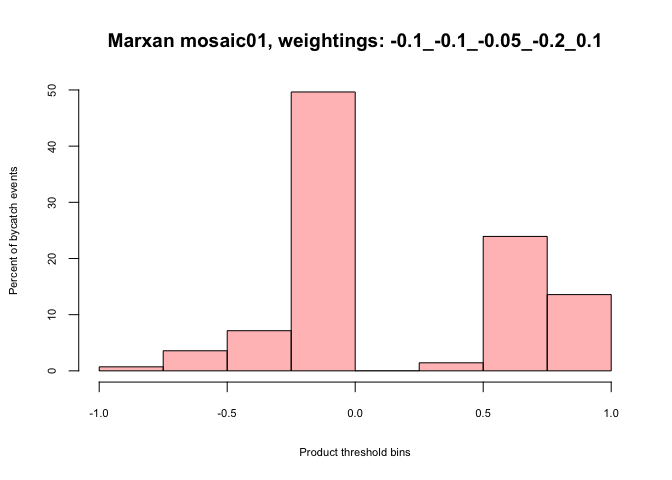 Marxan mosaic01, weightings: -0.1_-0.1_-0.05_-0.2_0.1
Percent of bycatch events
50
40
30
20
10
0
-1.0 -0.5 0.0 0.5 1.0
Product threshold bins